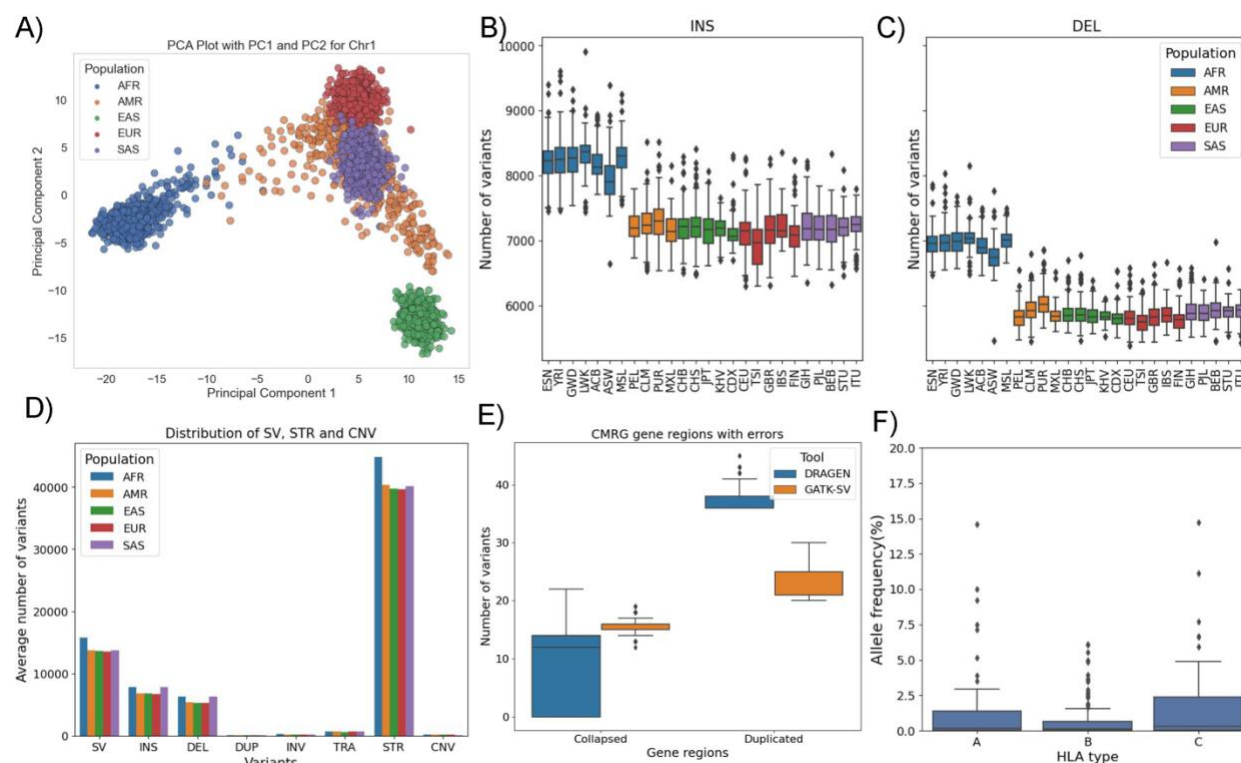 A)
PCA Plot with PC1 and PC2 for Chr1
Population
AFR
AMR
EAS
EUR
SAS
Principal Component 2
10
5
0
−5
−10
−15
−20
−15
−10
−5
0
5
10
15
Principal Component 1
B)
INS
Number of variants
10000
9000
8000
7000
6000
ESN
YRI
GWD
LWK
ACB
ASW
MSL
PEL
CLM
PUR
MXL
CHB
CHS
JPT
KHV
CDX
CEU
TSI
GBR
IBS
FIN
GIH
PJL
BEB
STU
ITU
C)
DEL
Population
AFR
AMR
EAS
EUR
SAS
Number of variants
ESN
YRI
GWD
LWK
ACB
ASW
MSL
PEL
CLM
PUR
MXL
CHB
CHS
JPT
KHV
CDX
CEU
TSI
GBR
IBS
FIN
GIH
PJL
BEB
STU
ITU
D)
Distribution of SV, STR and CNV
Population
AFR
AMR
EAS
EUR
SAS
Average number of variants
40000
30000
20000
10000
0
SV
INS
DEL
DUP
INV
TRA
STR
CNV
Variants
E)
CMRG gene regions with errors
Tool
DRAGEN
GATK-SV
Number of variants
40
30
20
10
0
Collapsed
Duplicated
Gene regions
F)
Allele frequency(%)
20.0
17.5
15.0
12.5
10.0
7.5
5.0
2.5
0.0
A
B
C
HLA type